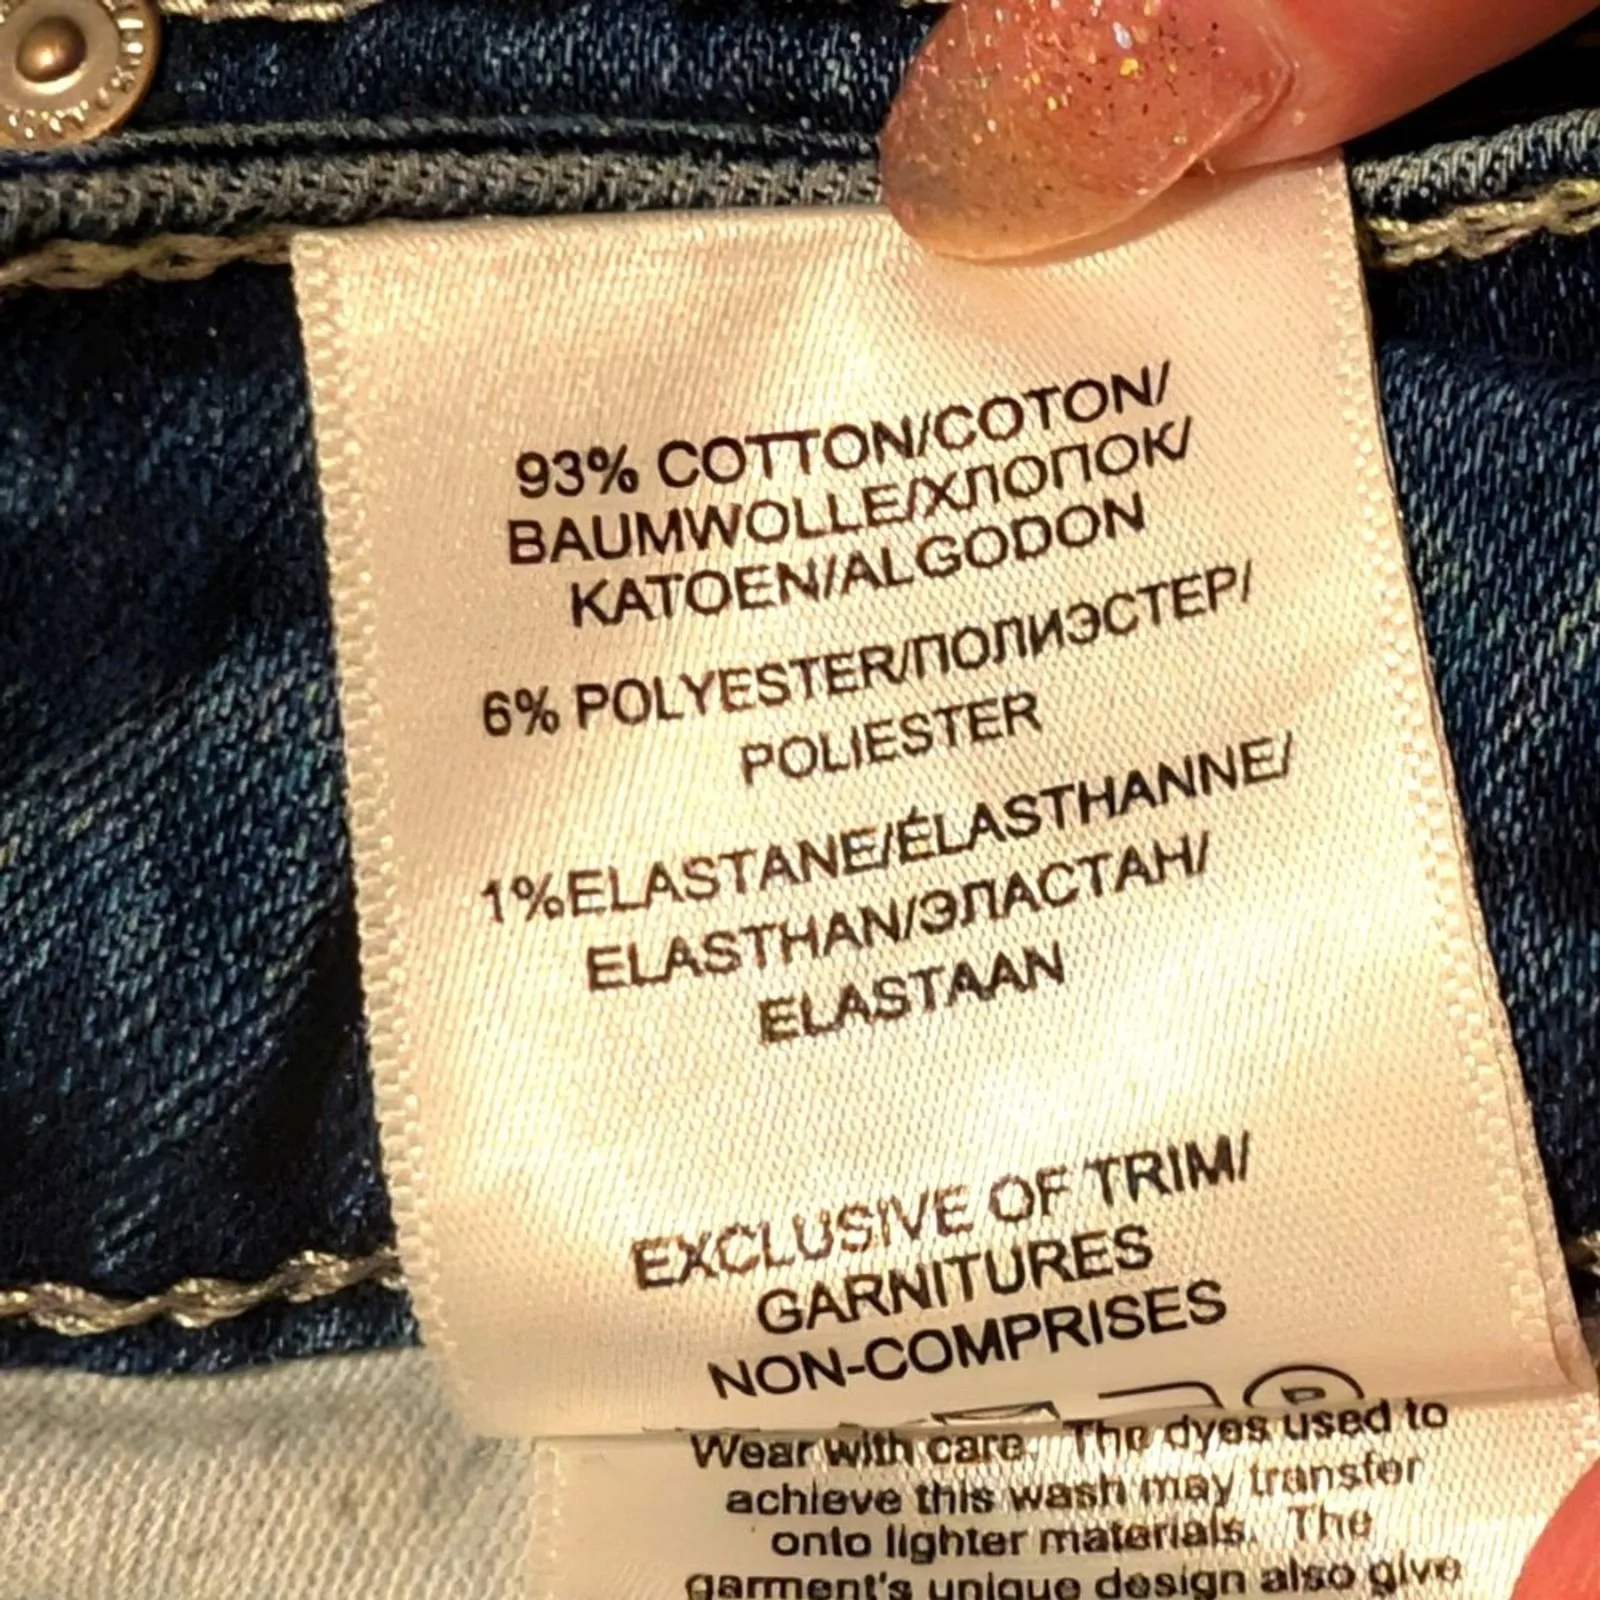 93% COTTON/COTON/
BAUMWOLLE/ХЛОПОК/
KATOEN/ALGODON
6% POLYESTER/ПОЛИЭСТЕР/
POLIESTER
1%ELASTANE/ÉLASTHANNE/
ELASTHAN/ЭЛАСТАН/
ELASTAAN
EXCLUSIVE OF TRIM/
GARNITURES
NON-COMPRISES
Wear with care. The dyes used to
achieve this wash may transfer
onto lighter materials. The
garment's unique design also give